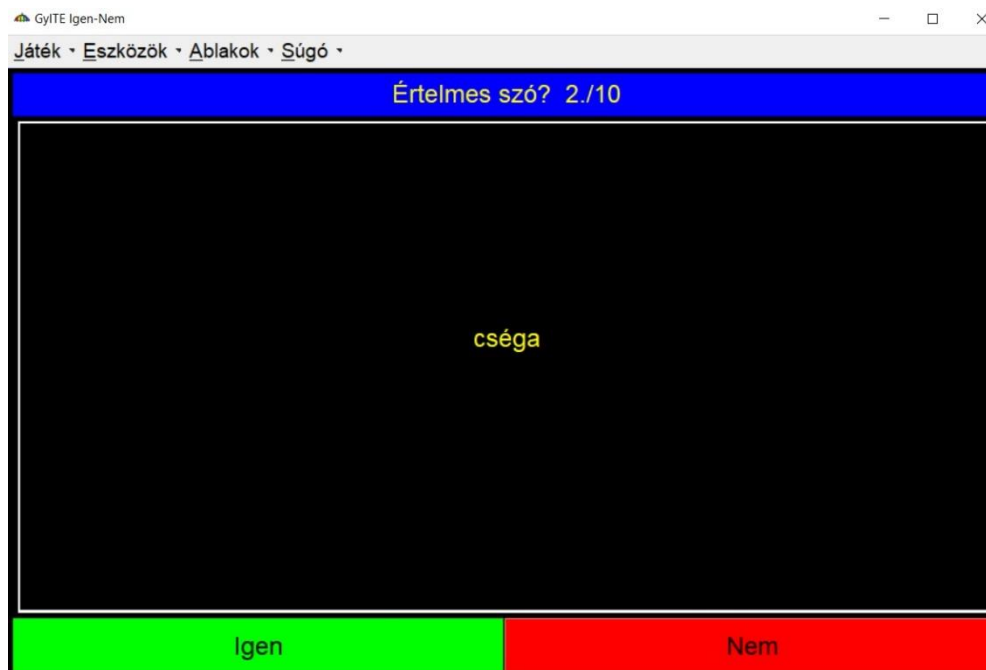 GyITE Igen-Nem
Játék Eszközök Ablakok Súgó
Értelmes szó? 2./10
cséga
Igen Nem